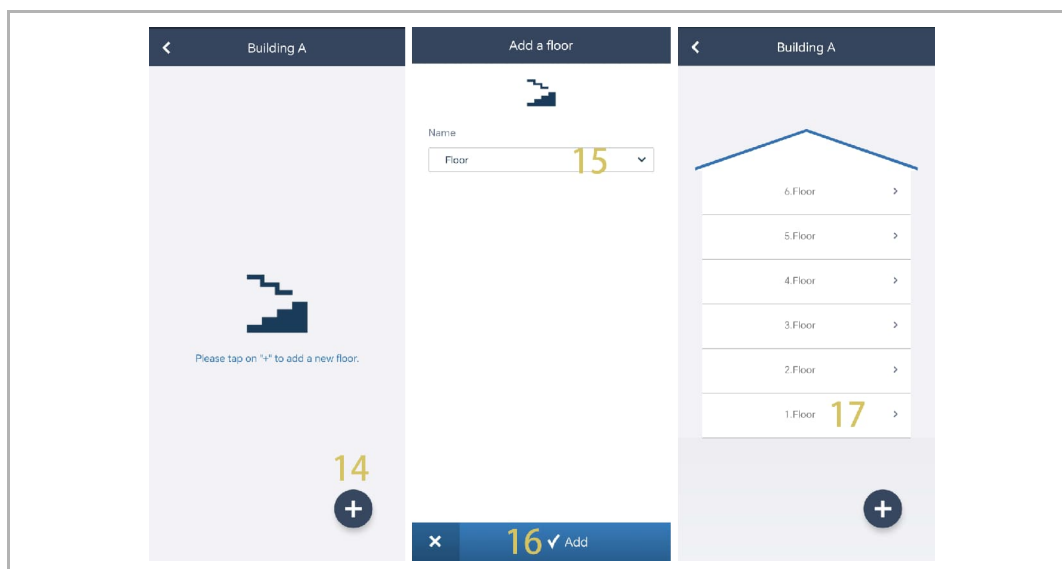 Building A
Please tap on "+" to add a new floor.
14
Add a floor
Name
Floor
15
16
Add
Building A
6.Floor
5.Floor
4.Floor
3.Floor
2.Floor
1.Floor
17